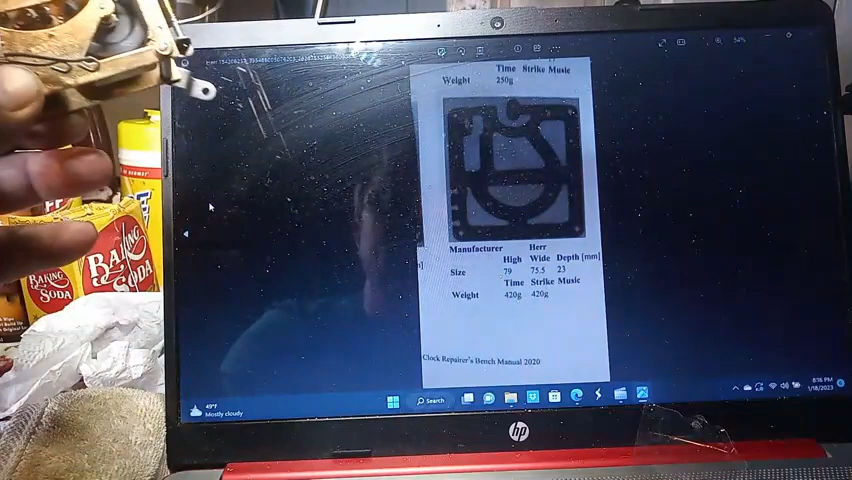 54%
Time Strike Music
Weight 250g
Manufacturer Herr
High Wide Depth [mm]
Size 79 75.5 23
Time Strike Music
Weight 420g 420g
Clock Repairer's Bench Manual 2020
BAKING SODA
BAKING SODA
49°F
Mostly cloudy
Search
8:16 PM
1/18/2023
hp